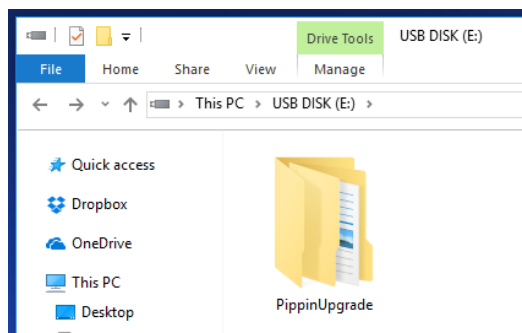 Drive Tools USB DISK (E:)
File Home Share View Manage
This PC > USB DISK (E:) >
Quick access
Dropbox
OneDrive
This PC
Desktop
PippinUpgrade